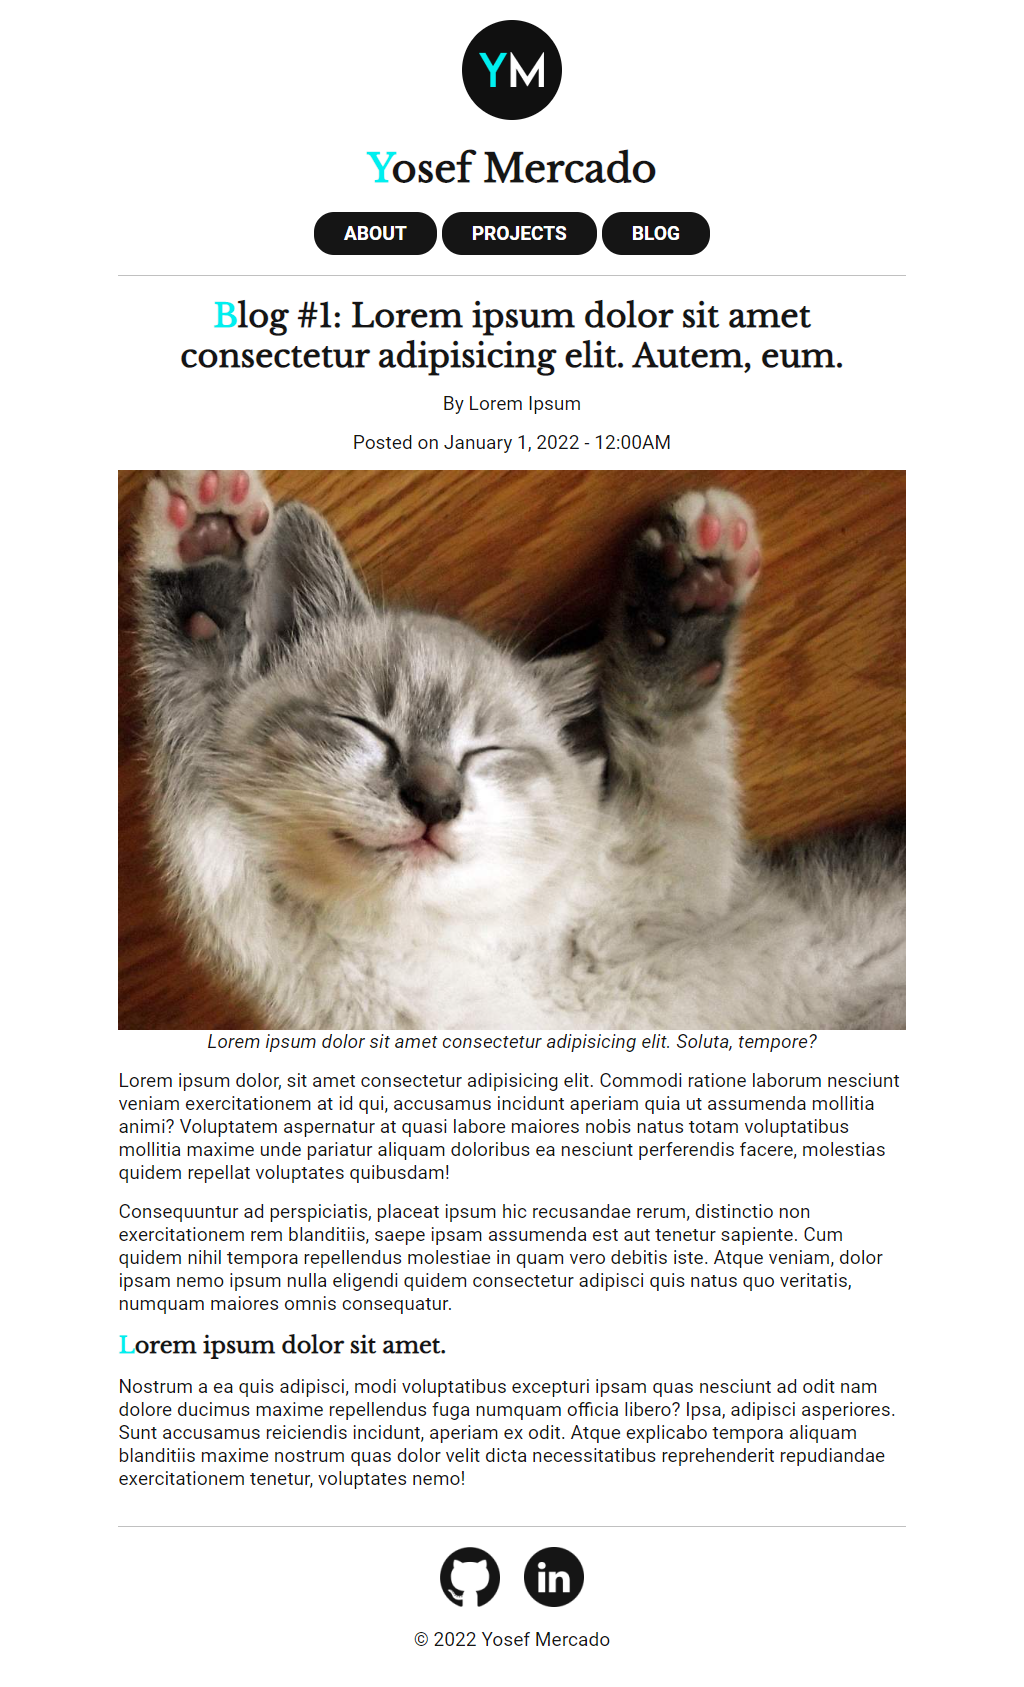 YM
Yosef Mercado
ABOUT PROJECTS BLOG
Blog #1: Lorem ipsum dolor sit amet
consectetur adipisicing elit. Autem, eum.
By Lorem Ipsum
Posted on January 1, 2022 - 12:00AM
Lorem ipsum dolor sit amet consectetur adipisicing elit. Soluta, tempore?
Lorem ipsum dolor, sit amet consectetur adipisicing elit. Commodi ratione laborum nesciunt
veniam exercitationem at id qui, accusamus incidunt aperiam quia ut assumenda mollitia
animi? Voluptatem aspernatur at quasi labore maiores nobis natus totam voluptatibus
mollitia maxime unde pariatur aliquam doloribus ea nesciunt perferendis facere, molestias
quidem repellat voluptates quibusdam!
Consequuntur ad perspiciatis, placeat ipsum hic recusandae rerum, distinctio non
exercitationem rem blanditiis, saepe ipsam assumenda est aut tenetur sapiente. Cum
quidem nihil tempora repellendus molestiae in quam vero debitis iste. Atque veniam, dolor
ipsam nemo ipsum nulla eligendi quidem consectetur adipisci quis natus quo veritatis,
numquam maiores omnis consequatur.
Lorem ipsum dolor sit amet.
Nostrum a ea quis adipisci, modi voluptatibus excepturi ipsam quas nesciunt ad odit nam
dolore ducimus maxime repellendus fuga numquam officia libero? Ipsa, adipisci asperiores.
Sunt accusamus reiciendis incidunt, aperiam ex odit. Atque explicabo tempora aliquam
blanditiis maxime nostrum quas dolor velit dicta necessitatibus reprehenderit repudiandae
exercitationem tenetur, voluptates nemo!
in
© 2022 Yosef Mercado